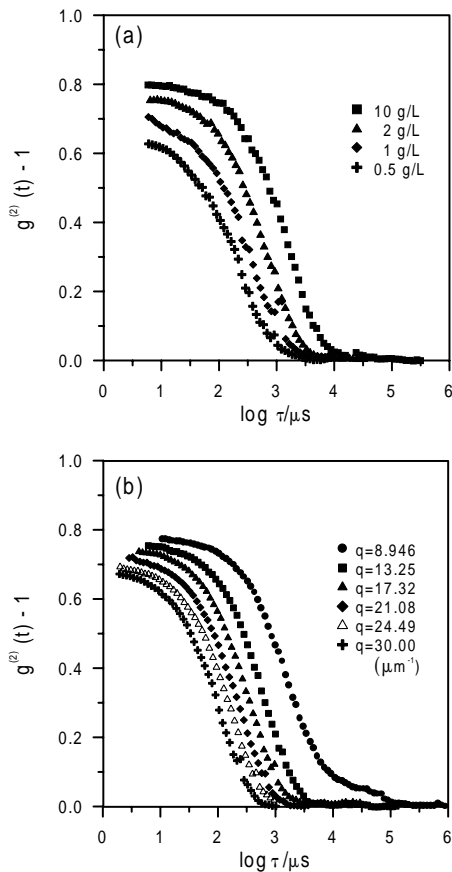 (a)
1.0
0.8
0.6
0.4
0.2
0.0
g(2) (t) - 1
10 g/L
2 g/L
1 g/L
0.5 g/L
0 1 2 3 4 5 6
log τ/μs
(b)
1.0
0.8
0.6
0.4
0.2
0.0
g(2) (t) - 1
q=8.946
q=13.25
q=17.32
q=21.08
q=24.49
q=30.00
(μm-1)
0 1 2 3 4 5 6
log τ/μs